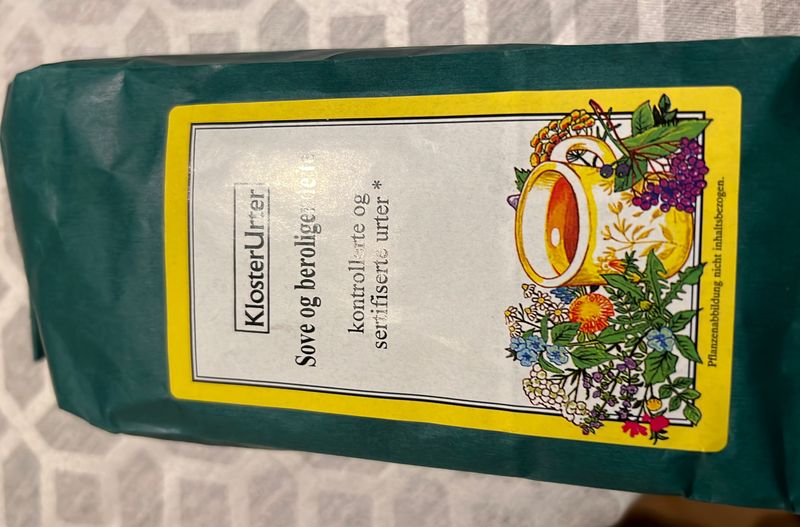 KlosterUrter
Sove og beroligende te
kontrollerte og
sertifiserte urter *
Pflanzenabbildung nicht inhaltsbezogen.